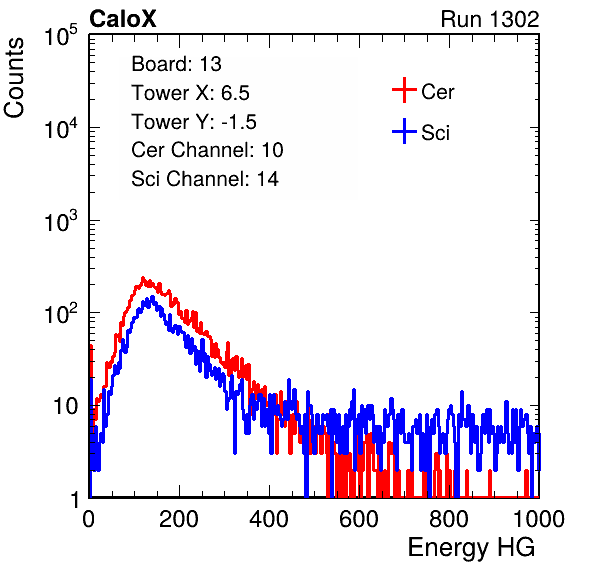 CaloX Run 1302
Counts
10^5
10^4
10^3
10^2
10
1
Board: 13
Tower X: 6.5
Tower Y: -1.5
Cer Channel: 10
Sci Channel: 14
Cer
Sci
0 200 400 600 800 1000
Energy HG